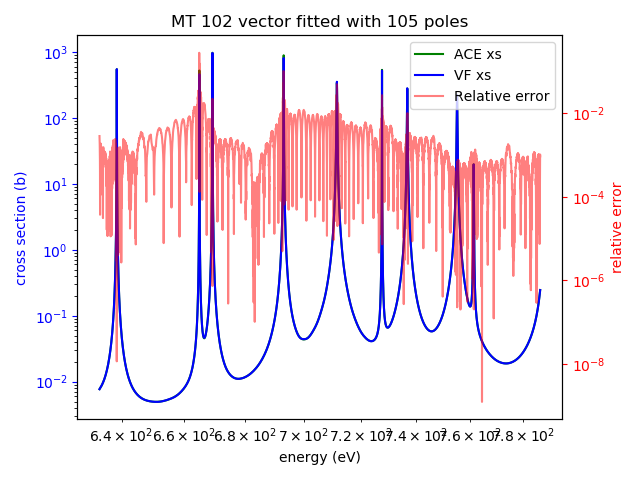 MT 102 vector fitted with 105 poles
ACE xs
VF xs
Relative error
10³
10²
10¹
10⁰
10⁻¹
10⁻²
cross section (b)
10⁻²
10⁻⁴
10⁻⁶
10⁻⁸
relative error
6.4 × 10² 6.6 × 10² 6.8 × 10² 7 × 10² 7.2 × 10² 7.4 × 10² 7.6 × 10² 7.8 × 10²
energy (eV)